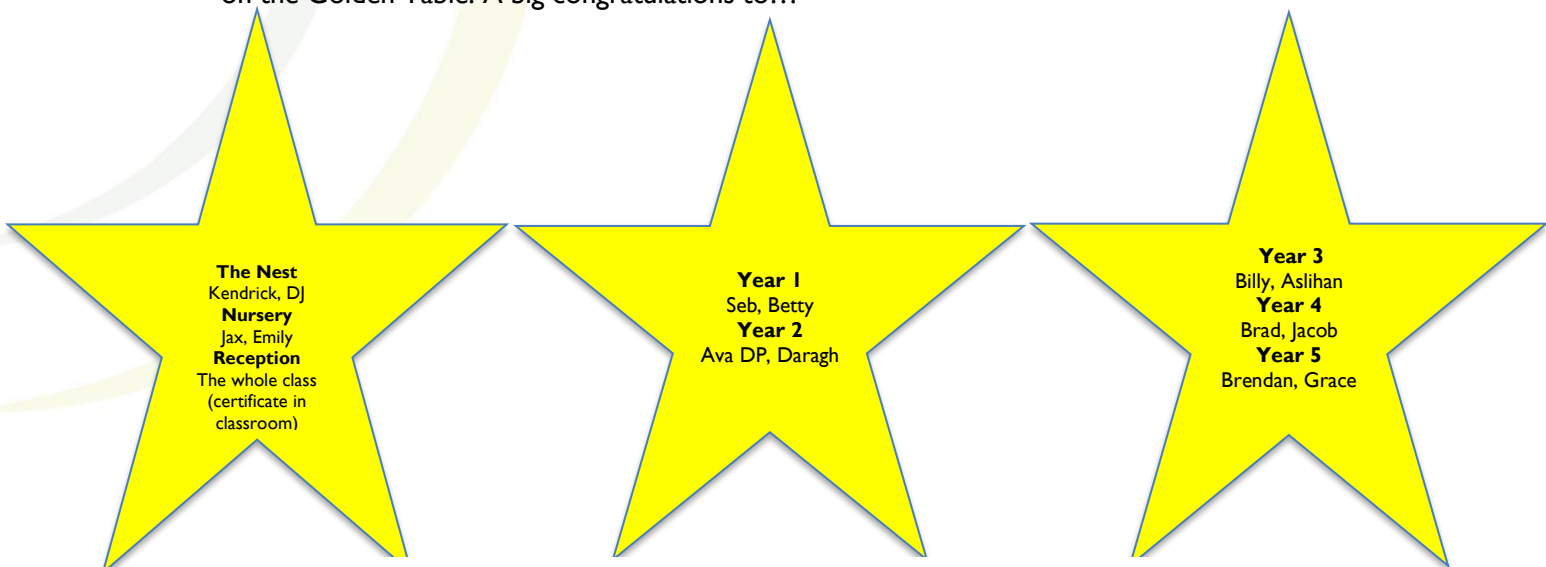 on the Golden Table. A big congratulations to…
The Nest
Kendrick, DJ
Nursery
Jax, Emily
Reception
The whole class
(certificate in
classroom)
Year 1
Seb, Betty
Year 2
Ava DP, Daragh
Year 3
Billy, Aslihan
Year 4
Brad, Jacob
Year 5
Brendan, Grace